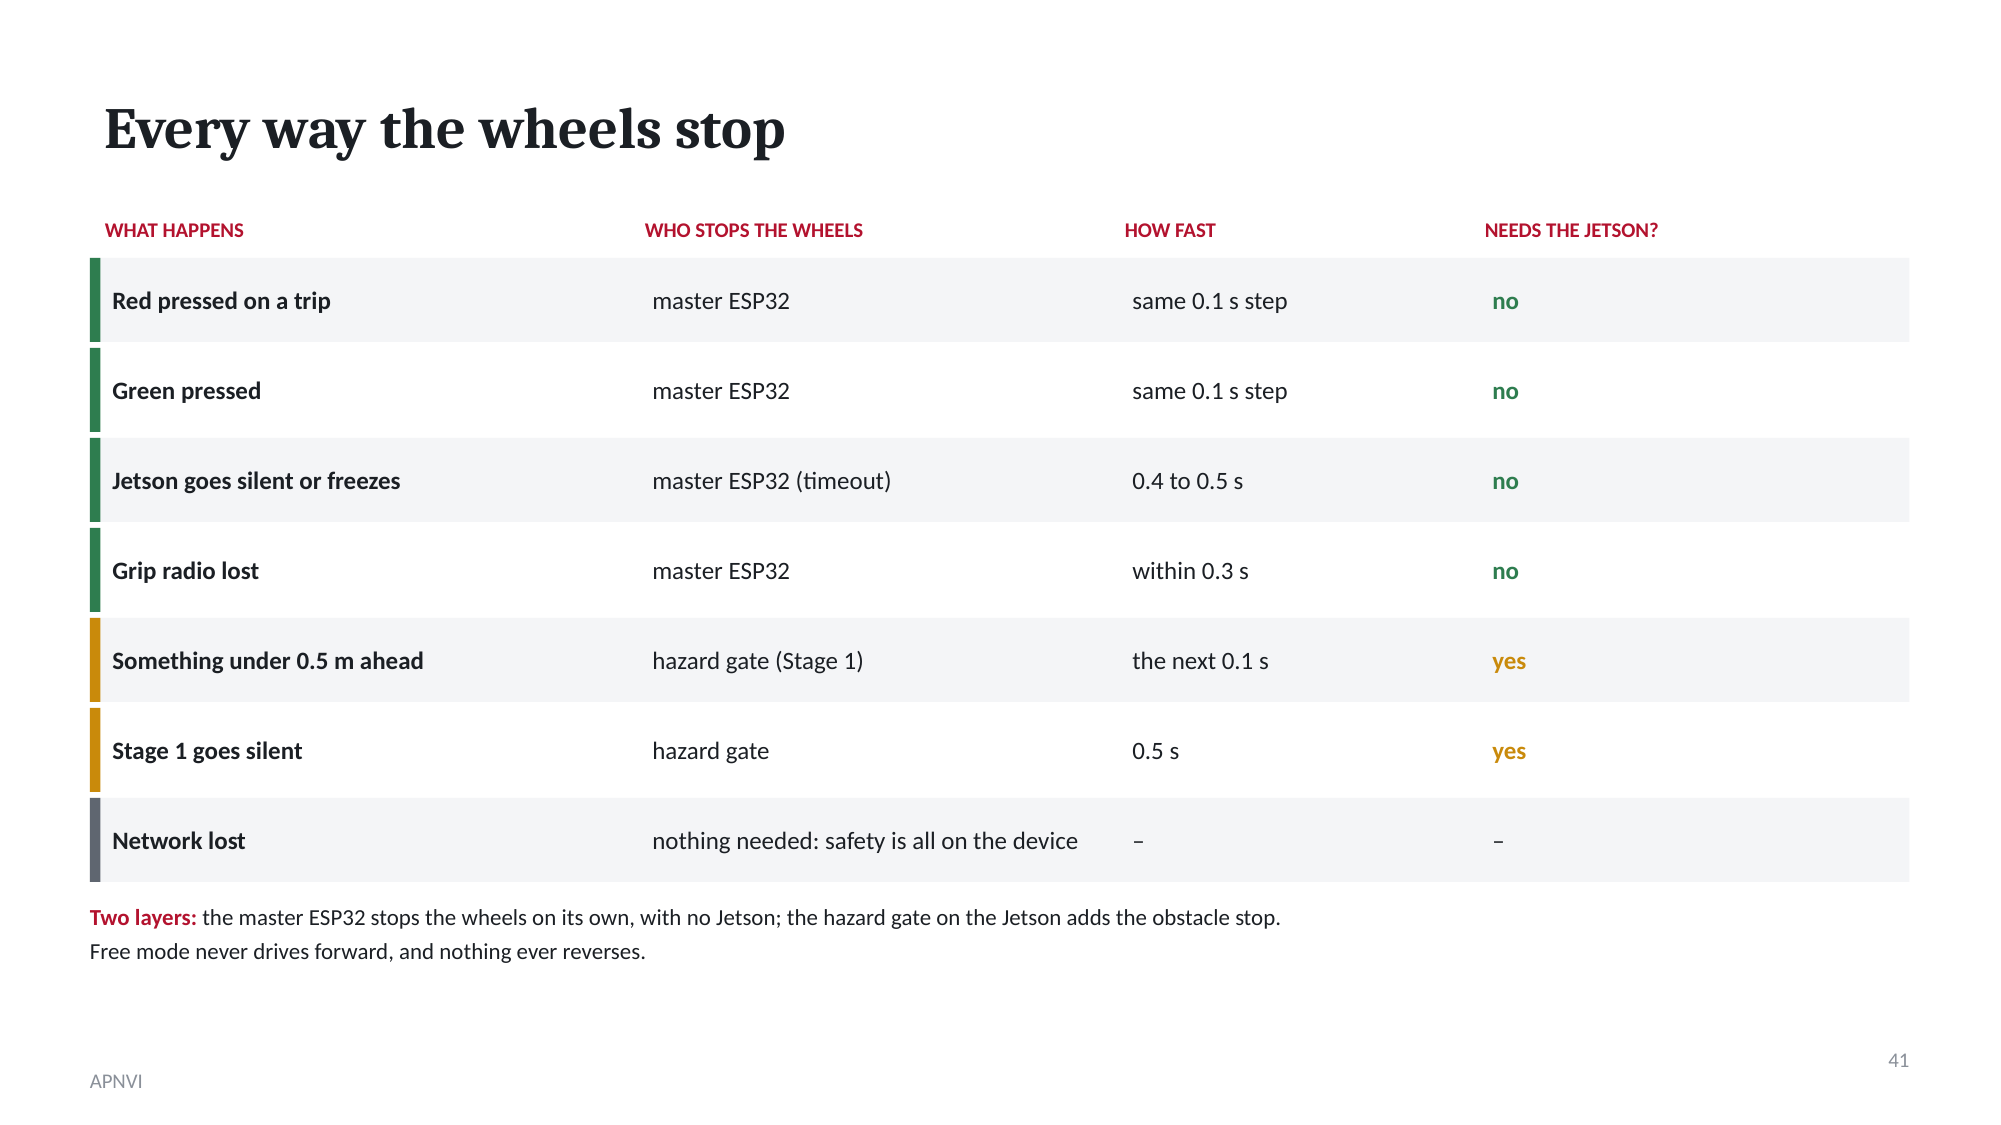 Every way the wheels stop
WHAT HAPPENS WHO STOPS THE WHEELS HOW FAST NEEDS THE JETSON?
Red pressed on a trip master ESP32 same 0.1 s step no
Green pressed master ESP32 same 0.1 s step no
Jetson goes silent or freezes master ESP32 (timeout) 0.4 to 0.5 s no
Grip radio lost master ESP32 within 0.3 s no
Something under 0.5 m ahead hazard gate (Stage 1) the next 0.1 s yes
Stage 1 goes silent hazard gate 0.5 s yes
Network lost nothing needed: safety is all on the device – –
Two layers: the master ESP32 stops the wheels on its own, with no Jetson; the hazard gate on the Jetson adds the obstacle stop.
Free mode never drives forward, and nothing ever reverses.
41
APNVI